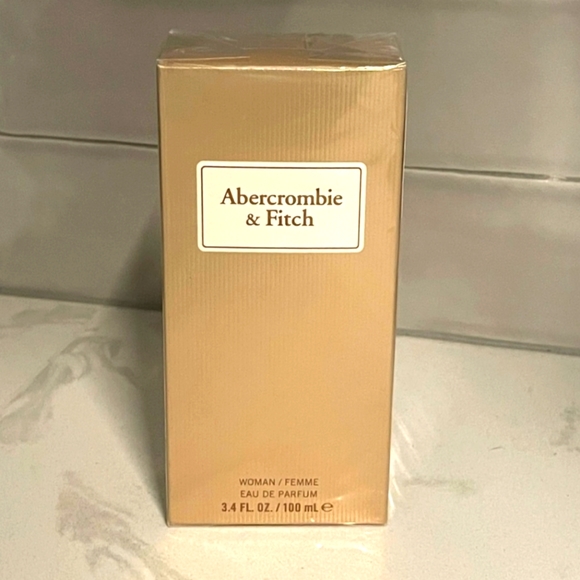 Abercrombie
& Fitch
WOMAN / FEMME
EAU DE PARFUM
3.4 FL. OZ. / 100 mL ℮